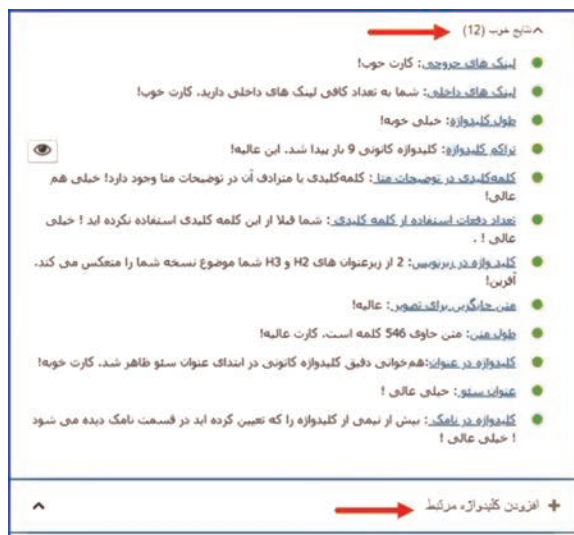 نتایج خوب (12)
لینک های خروجی: کارت خوب!
لینک های داخلی: شما به تعداد کافی لینک های داخلی دارید. کارت خوب!
طول کلیدواژه: خیلی خوبه!
تراکم کلیدواژه: کلیدواژه کانونی 9 بار پیدا شد. این عالیه!
کلمه‌کلیدی در توضیحات متا: کلمه‌کلیدی یا مترادف آن در توضیحات متا وجود دارد! خیلی هم
عالی!
تعداد دفعات استفاده از کلمه کلیدی: شما قبلا از این کلمه کلیدی استفاده نکرده اید ! خیلی
عالی ! .
کلید واژه در زیرنویس: 2 از زیرعنوان های H2 و H3 شما موضوع نسخه شما را منعکس می کند.
آفرین!
متن جایگزین برای تصویر: عالیه!
طول متن: متن حاوی 546 کلمه است. کارت عالیه!
کلیدواژه در عنوان:هم‌خوانی دقیق کلیدواژه کانونی در ابتدای عنوان سئو ظاهر شد. کارت خوبه!
عنوان سئو: خیلی عالی !
کلیدواژه در نامک: بیش از نیمی از کلیدواژه را که تعیین کرده اید در قسمت نامک دیده می شود
! خیلی عالی !
+ افزودن کلیدواژه مرتبط